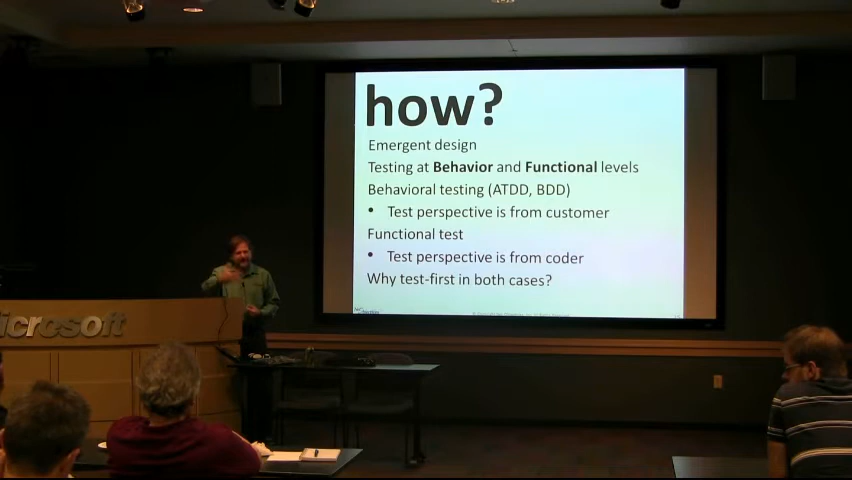 how?
Emergent design
Testing at Behavior and Functional levels
Behavioral testing (ATDD, BDD)
• Test perspective is from customer
Functional test
• Test perspective is from coder
Why test-first in both cases?
icrosoft